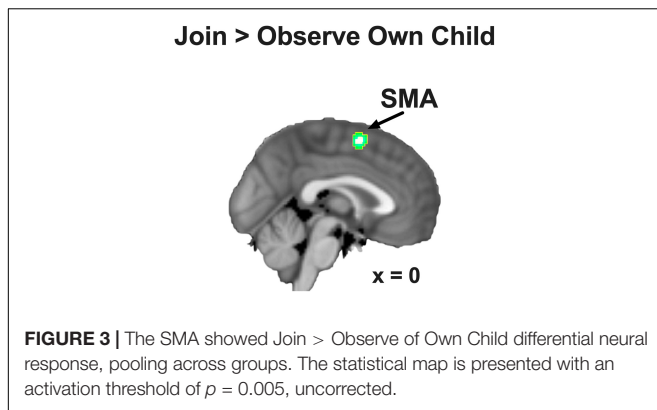 Join > Observe Own Child
SMA
x = 0
FIGURE 3 | The SMA showed Join > Observe of Own Child differential neural
response, pooling across groups. The statistical map is presented with an
activation threshold of p = 0.005, uncorrected.